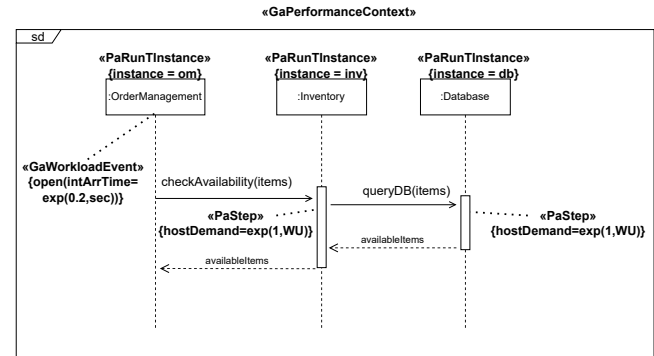 «GaPerformanceContext»
sd
«PaRunTInstance»
{instance = om}
«PaRunTInstance»
{instance = inv}
«PaRunTInstance»
{instance = db}
:OrderManagement
:Inventory
:Database
«GaWorkloadEvent»
{open(intArrTime=
exp(0.2,sec))}
checkAvailability(items)
queryDB(items)
«PaStep»
{hostDemand=exp(1,WU)}
«PaStep»
{hostDemand=exp(1,WU)}
availableItems
availableItems